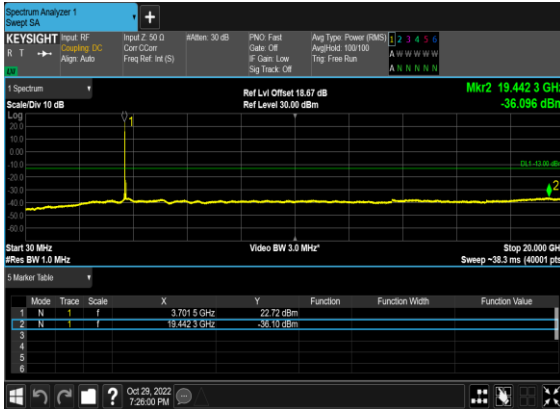 Spectrum Analyzer 1
Swept SA
+
KEYSIGHT Input: RF Input Z: 50 Ω #Atten: 30 dB PNO: Fast Avg Type: Power (RMS) 1 2 3 4 5 6
R T Coupling: DC Corr CCorr Gate: Off Avg|Hold: 100/100 A W W W W W
Align: Auto Freq Ref: Int (S) IF Gain: Low Trig: Free Run
Sig Track: Off A N N N N N
1 Spectrum Ref Lvl Offset 18.67 dB Mkr2 19.442 3 GHz
Scale/Div 10 dB Ref Level 30.00 dBm -36.096 dBm
Log
20.0
1
10.0
0.00
-10.0
DL1 -13.00 dBm
-20.0
-30.0
2
-40.0
-50.0
-60.0
Start 30 MHz Video BW 3.0 MHz* Stop 20.000 GHz
#Res BW 1.0 MHz Sweep ~38.3 ms (40001 pts)
5 Marker Table
Mode Trace Scale X Y Function Function Width Function Value
1 N 1 f 3.701 5 GHz 22.72 dBm
2 N 1 f 19.442 3 GHz -36.10 dBm
3
4
5
6
? Oct 29, 2022
7:26:00 PM